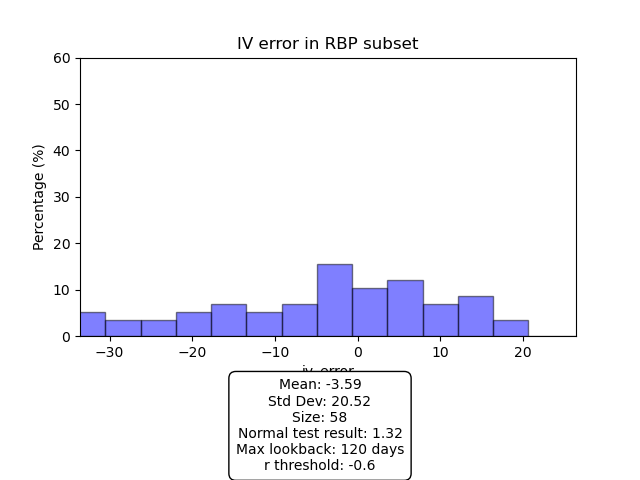 IV error in RBP subset
60
50
40
30
20
10
0
Percentage (%)
−30
−20
−10
0
10
20
iv_error
Mean: -3.59
Std Dev: 20.52
Size: 58
Normal test result: 1.32
Max lookback: 120 days
r threshold: -0.6